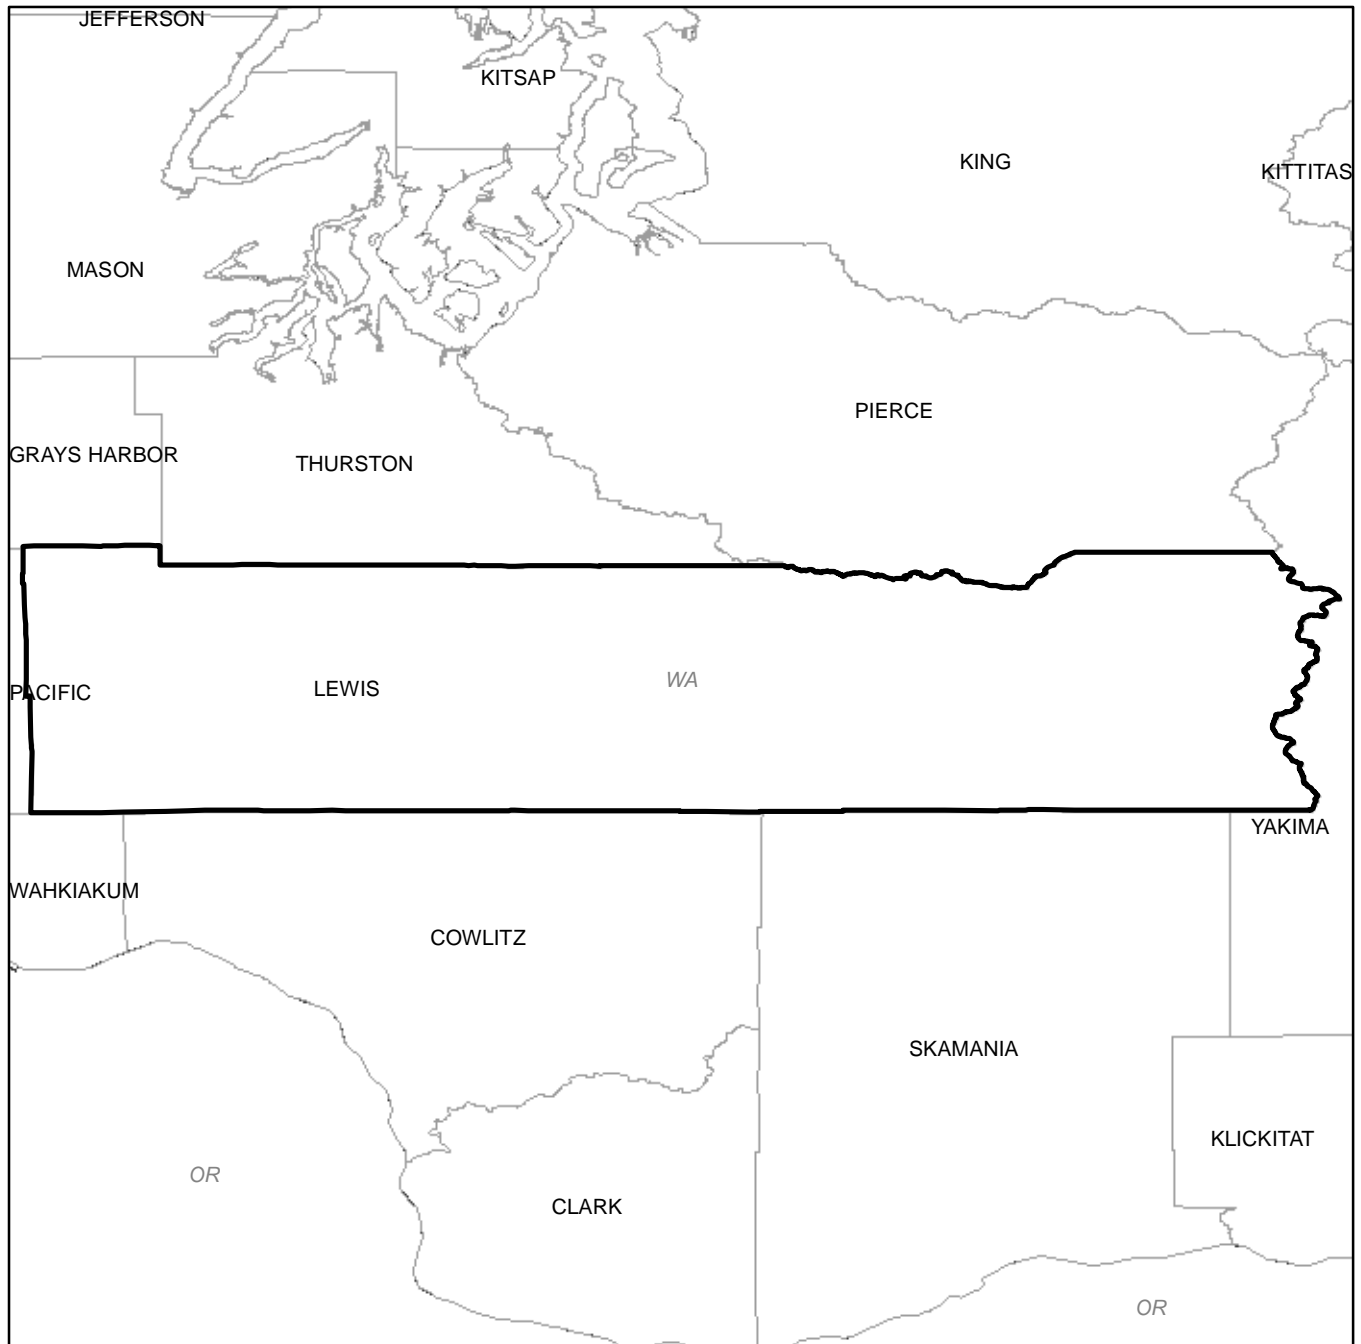 JEFFERSON
KITSAP
KING
KITTITAS
MASON
PIERCE
GRAYS HARBOR
THURSTON
PACIFIC
LEWIS
WA
YAKIMA
WAHKIAKUM
COWLITZ
SKAMANIA
KLICKITAT
OR
CLARK
OR